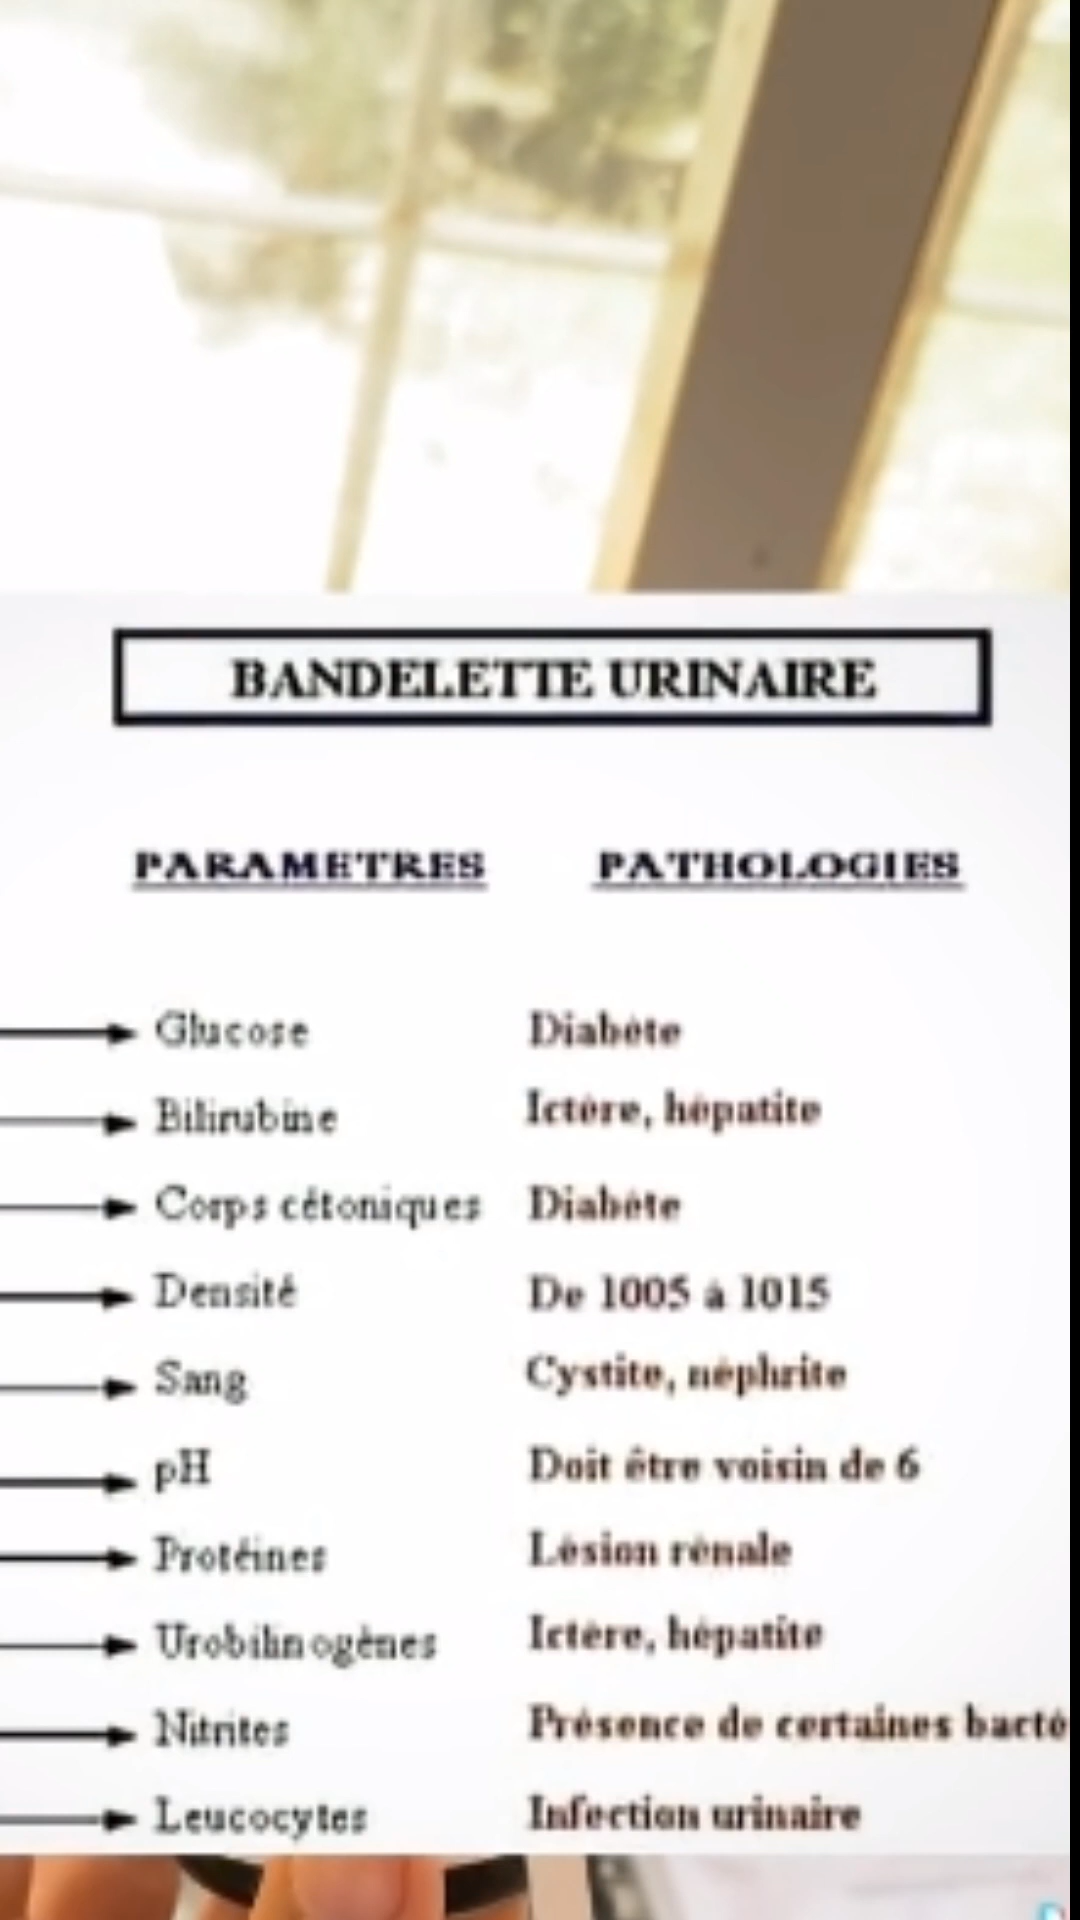 BANDELETTE URINAIRE
PARAMETRES PATHOLOGIES
Glucose Diabète
Bilirubine Ictère, hépatite
Corps cétoniques Diabète
Densité De 1005 à 1015
Sang Cystite, néphrite
pH Doit être voisin de 6
Protéines Lésion rénale
Urobilinogènes Ictère, hépatite
Nitrites Présence de certaines bacté
Leucocytes Infection urinaire